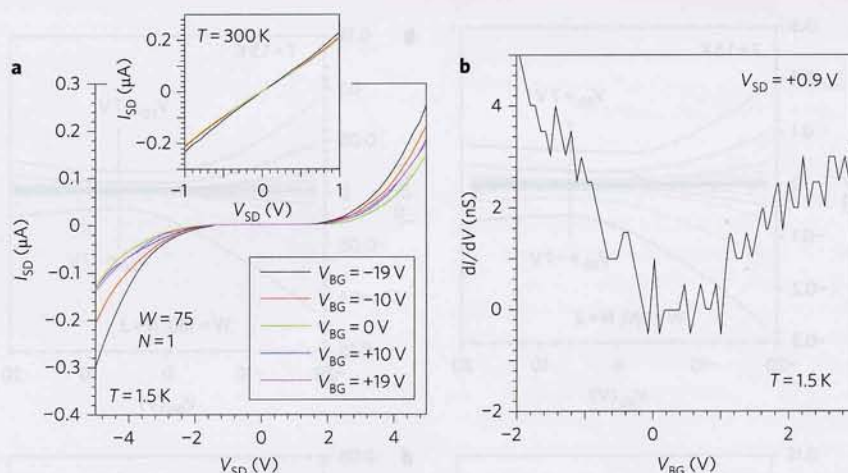 a
T = 300 K
I_SD (μA)
0.2
0
−0.2
−1
0
1
V_SD (V)
I_SD (μA)
0.3
0.2
0.1
0
−0.1
−0.2
−0.3
−0.4
−4
−2
0
2
4
V_SD (V)
W = 75
N = 1
T = 1.5 K
V_BG = −19 V
V_BG = −10 V
V_BG = 0 V
V_BG = +10 V
V_BG = +19 V
b
V_SD = +0.9 V
dI/dV (nS)
4
2
0
−2
−2
0
2
V_BG (V)
T = 1.5 K